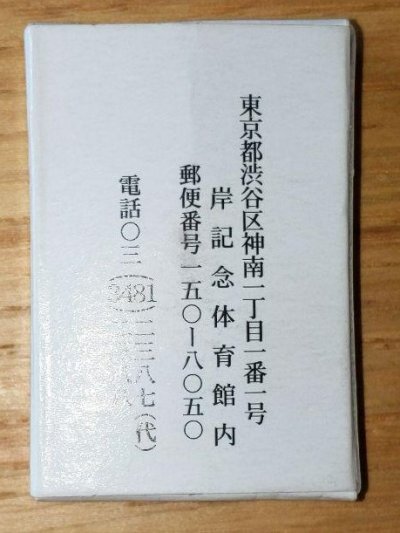 東京都渋谷区神南一丁目一番一号
岸記念体育館内
郵便番号一五〇ー八〇五〇
電話〇三(3481)二三八七(代)